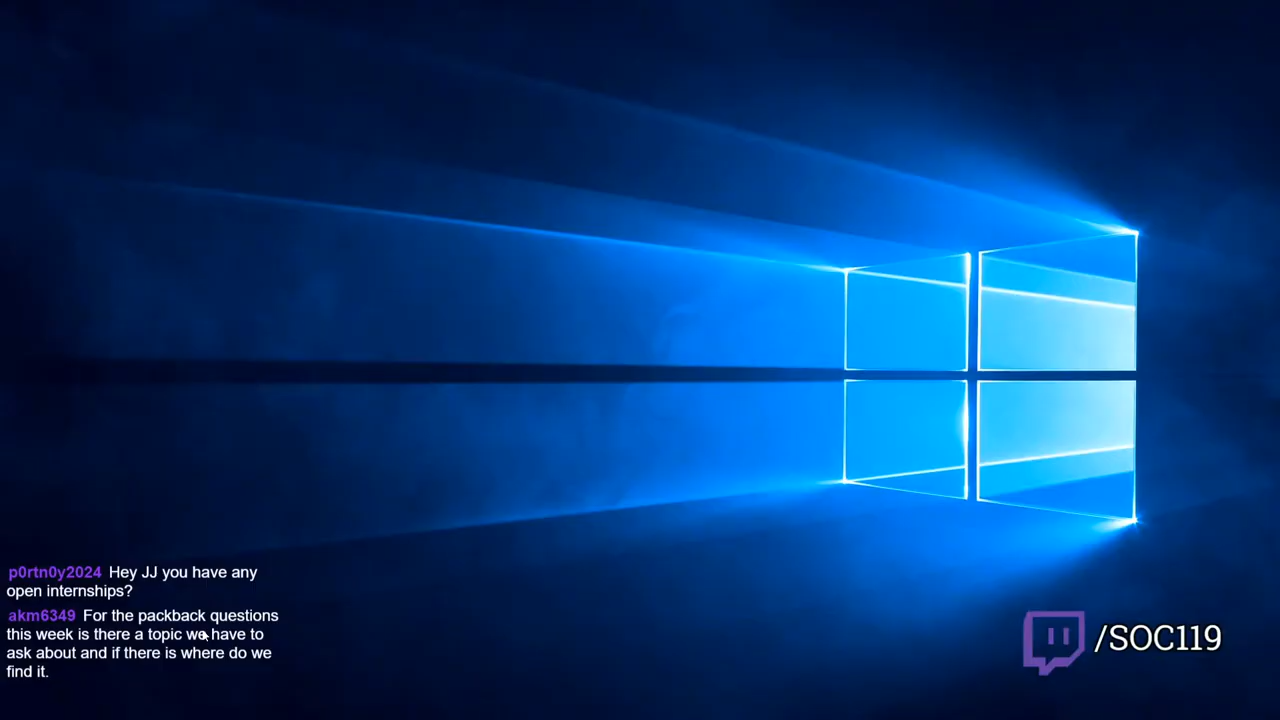 p0rtn0y2024 Hey JJ you have any
open internships?
akm6349 For the packback questions
this week is there a topic we have to
ask about and if there is where do we
find it.
/SOC119